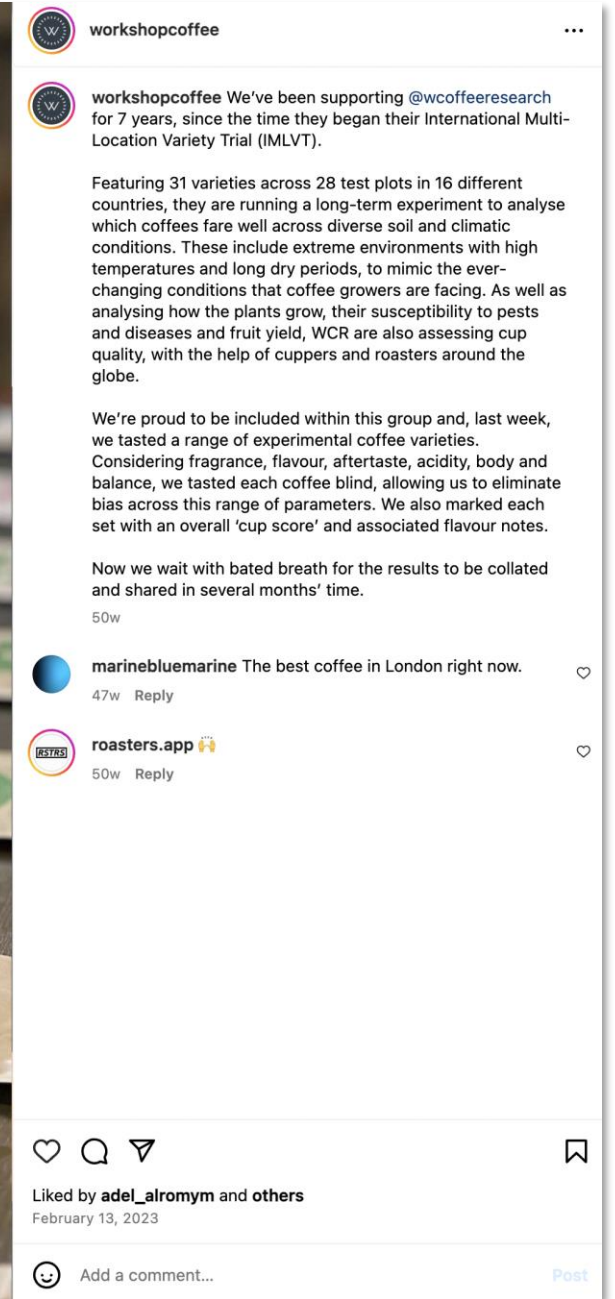 workshopcoffee
workshopcoffee We've been supporting @wcoffeeresearch
for 7 years, since the time they began their International Multi-
Location Variety Trial (IMLVT).
Featuring 31 varieties across 28 test plots in 16 different
countries, they are running a long-term experiment to analyse
which coffees fare well across diverse soil and climatic
conditions. These include extreme environments with high
temperatures and long dry periods, to mimic the ever-
changing conditions that coffee growers are facing. As well as
analysing how the plants grow, their susceptibility to pests
and diseases and fruit yield, WCR are also assessing cup
quality, with the help of cuppers and roasters around the
globe.
We're proud to be included within this group and, last week,
we tasted a range of experimental coffee varieties.
Considering fragrance, flavour, aftertaste, acidity, body and
balance, we tasted each coffee blind, allowing us to eliminate
bias across this range of parameters. We also marked each
set with an overall 'cup score' and associated flavour notes.
Now we wait with bated breath for the results to be collated
and shared in several months' time.
50w
marinebluemarine The best coffee in London right now.
47w Reply
RSTRS
roasters.app 🙌
50w Reply
Liked by adel_alromym and others
February 13, 2023
Add a comment...
Post